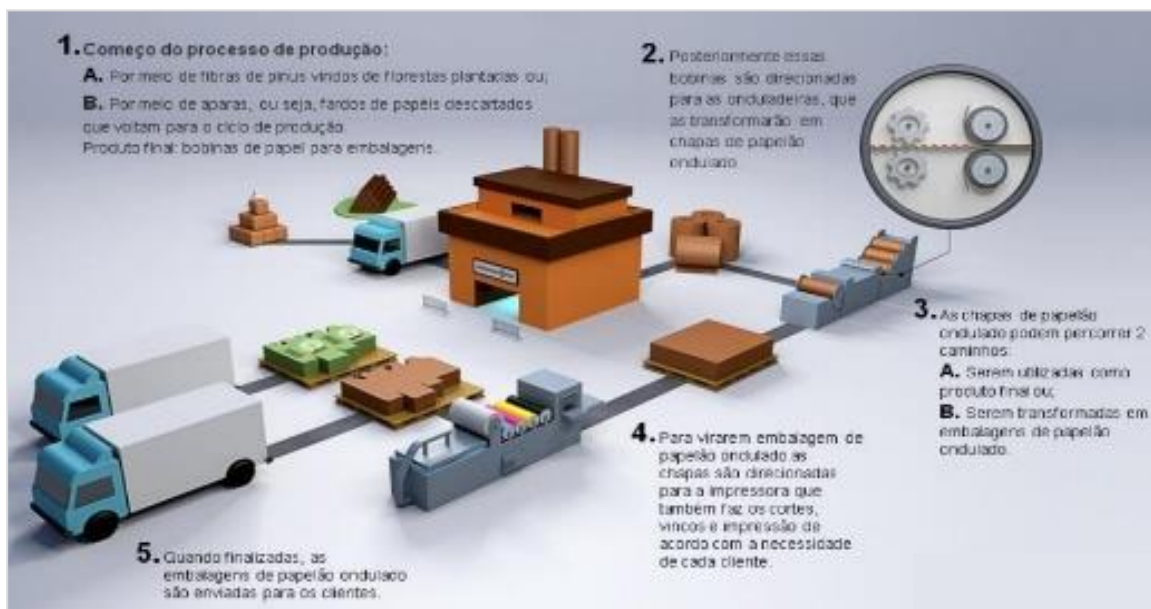 1. Começo do processo de produção:
A. Por meio de fibras de pinus vindos de florestas plantadas ou;
B. Por meio de aparas, ou seja, fardos de papéis descartados
que voltam para o ciclo de produção.
Produto final: bobinas de papel para embalagens.
2. Posteriormente essas
bobinas são direcionadas
para as onduladeiras, que
as transformarão em
chapas de papelão
ondulado
3. As chapas de papelão
ondulado podem percorrer 2
caminhos:
A. Serem utilizadas como
produto final ou;
B. Serem transformadas em
embalagens de papelão
ondulado.
4. Para virarem embalagem de
papelão ondulado as
chapas são direcionadas
para a impressora que
também faz os cortes,
vincos e impressão de
acordo com a necessidade
de cada cliente.
5. Quando finalizadas, as
embalagens de papelão ondulado
são enviadas para os clientes.